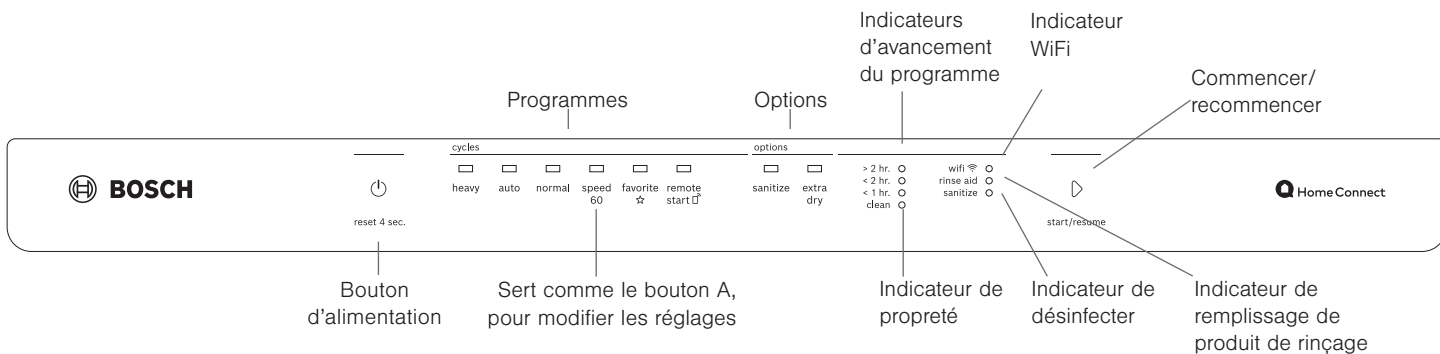 Indicateurs
d'avancement
du programme
Indicateur
WiFi
Commencer/
recommencer
Programmes
Options
cycles
options
BOSCH
reset 4 sec.
heavy
auto
normal
speed
60
favorite
remote
start
sanitize
extra
dry
> 2 hr.
< 2 hr.
< 1 hr.
clean
wifi
rinse aid
sanitize
start/resume
Home Connect
Bouton
d'alimentation
Sert comme le bouton A,
pour modifier les réglages
Indicateur de
propreté
Indicateur de
désinfecter
Indicateur de
remplissage de
produit de rinçage